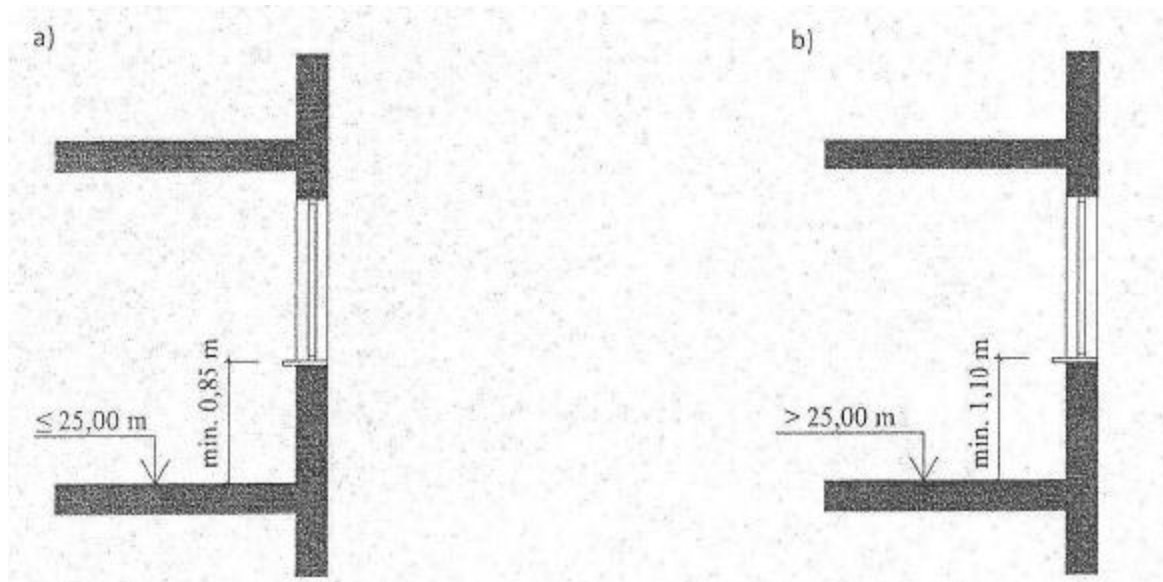 a)
≤ 25,00 m
min. 0,85 m
b)
> 25,00 m
min. 1,10 m